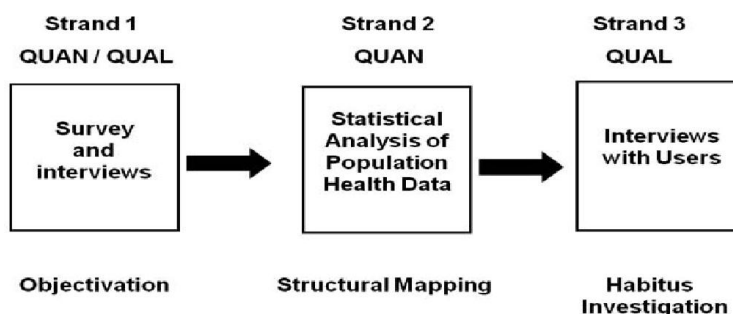 Strand 1
QUAN / QUAL
Survey
and
interviews
Objectivation
Strand 2
QUAN
Statistical
Analysis of
Population
Health Data
Structural Mapping
Strand 3
QUAL
Interviews
with Users
Habitus
Investigation